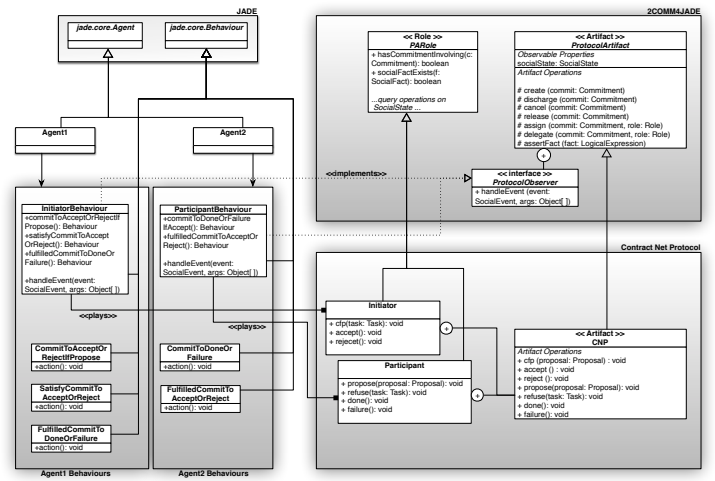 JADE
jade.core.Agent
jade.core.Behaviour
2COMM4JADE
<< Role >>
PARole
+ hasCommitmentInvolving(c:
Commitment): boolean
+ socialFactExists(f:
SocialFact): boolean
...query operations on
SocialState ...
<< Artifact >>
ProtocolArtifact
Observable Properties
socialState: SocialState
Artifact Operations
# create (commit: Commitment)
# discharge (commit: Commitment)
# cancel (commit: Commitment)
# release (commit: Commitment)
# assign (commit: Commitment, role: Role)
# delegate (commit: Commitment, role: Role)
# assertFact (fact: LogicalExpression)
+
<< interface >>
ProtocolObserver
+ handleEvent (event:
SocialEvent, args: Object[ ])
Agent1
Agent2
<<implements>>
InitiatorBehaviour
+commitToAcceptOrRejectIf
Propose(): Behaviour
+satisfyCommitToAccept
OrReject(): Behaviour
+fulfilledCommitToDoneOr
Failure(): Behaviour
+handleEvent(event:
SocialEvent, args: Object[ ])
ParticipantBehaviour
+commitToDoneOrFailure
IfAccept(): Behaviour
+fulfilledCommitToAcceptOr
Reject(): Behaviour
+handleEvent(event:
SocialEvent, args: Object[ ])
<<plays>>
<<plays>>
CommitToAcceptOr
RejectIfPropose
+action(): void
SatisfyCommitTo
AcceptOrReject
+action(): void
FulfilledCommitTo
DoneOrFailure
+action(): void
Agent1 Behaviours
CommitToDoneOr
Failure
+action(): void
FulfilledCommitTo
AcceptOrReject
+action(): void
Agent2 Behaviours
Contract Net Protocol
Initiator
+ cfp(task: Task): void
+ accept(): void
+ rejecet(): void
+
Participant
+ propose(proposal: Proposal): void
+ refuse(task: Task): void
+ done(): void
+ failure(): void
+
<< Artifact >>
CNP
Artifact Operations
+ cfp (proposal: Proposal) : void
+ accept () : void
+ reject (): void
+ propose(proposal: Proposal): void
+ refuse(task: Task): void
+ done(): void
+ failure(): void